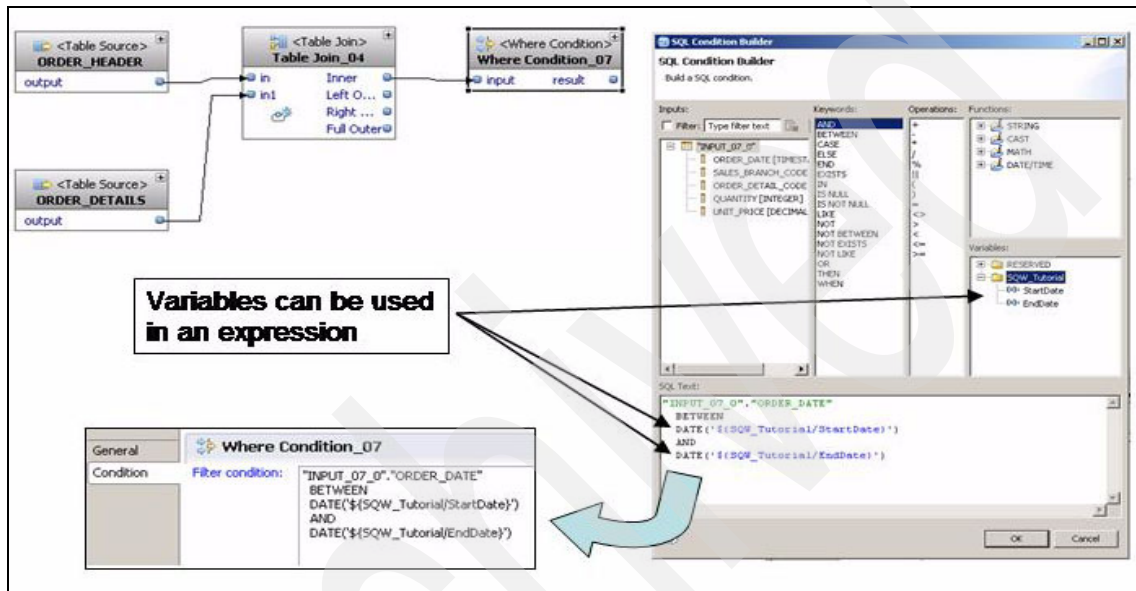 <Table Source>
ORDER_HEADER
output
<Table Source>
ORDER_DETAILS
output
<Table Join>
Table Join_04
in Inner
in1 Left O...
Right ...
Full Outer
<Where Condition>
Where Condition_07
input result
Variables can be used
in an expression
General
Condition
Where Condition_07
Filter condition:
"INPUT_07_0"."ORDER_DATE"
BETWEEN
DATE('${SQW_Tutorial/StartDate}')
AND
DATE('${SQW_Tutorial/EndDate}')
SQL Condition Builder
SQL Condition Builder
Build a SQL condition.
Inputs:
Filter: Type filter text
"INPUT_07_0"
ORDER_DATE [TIMEST
SALES_BRANCH_CODE
ORDER_DETAIL_CODE
QUANTITY [INTEGER]
UNIT_PRICE [DECIMAL
Keywords:
AND
BETWEEN
CASE
ELSE
END
EXISTS
IN
IS NULL
IS NOT NULL
LIKE
NOT
NOT BETWEEN
NOT EXISTS
NOT LIKE
OR
THEN
WHEN
Operations:
+
-
*
/
%
||
(
)
=
<>
>
<
<=
>=
Functions:
STRING
CAST
MATH
DATE/TIME
Variables:
RESERVED
SQW_Tutorial
StartDate
EndDate
SQL Text:
"INPUT_07_0"."ORDER_DATE"
BETWEEN
DATE('${SQW_Tutorial/StartDate}')
AND
DATE('${SQW_Tutorial/EndDate}')
OK Cancel